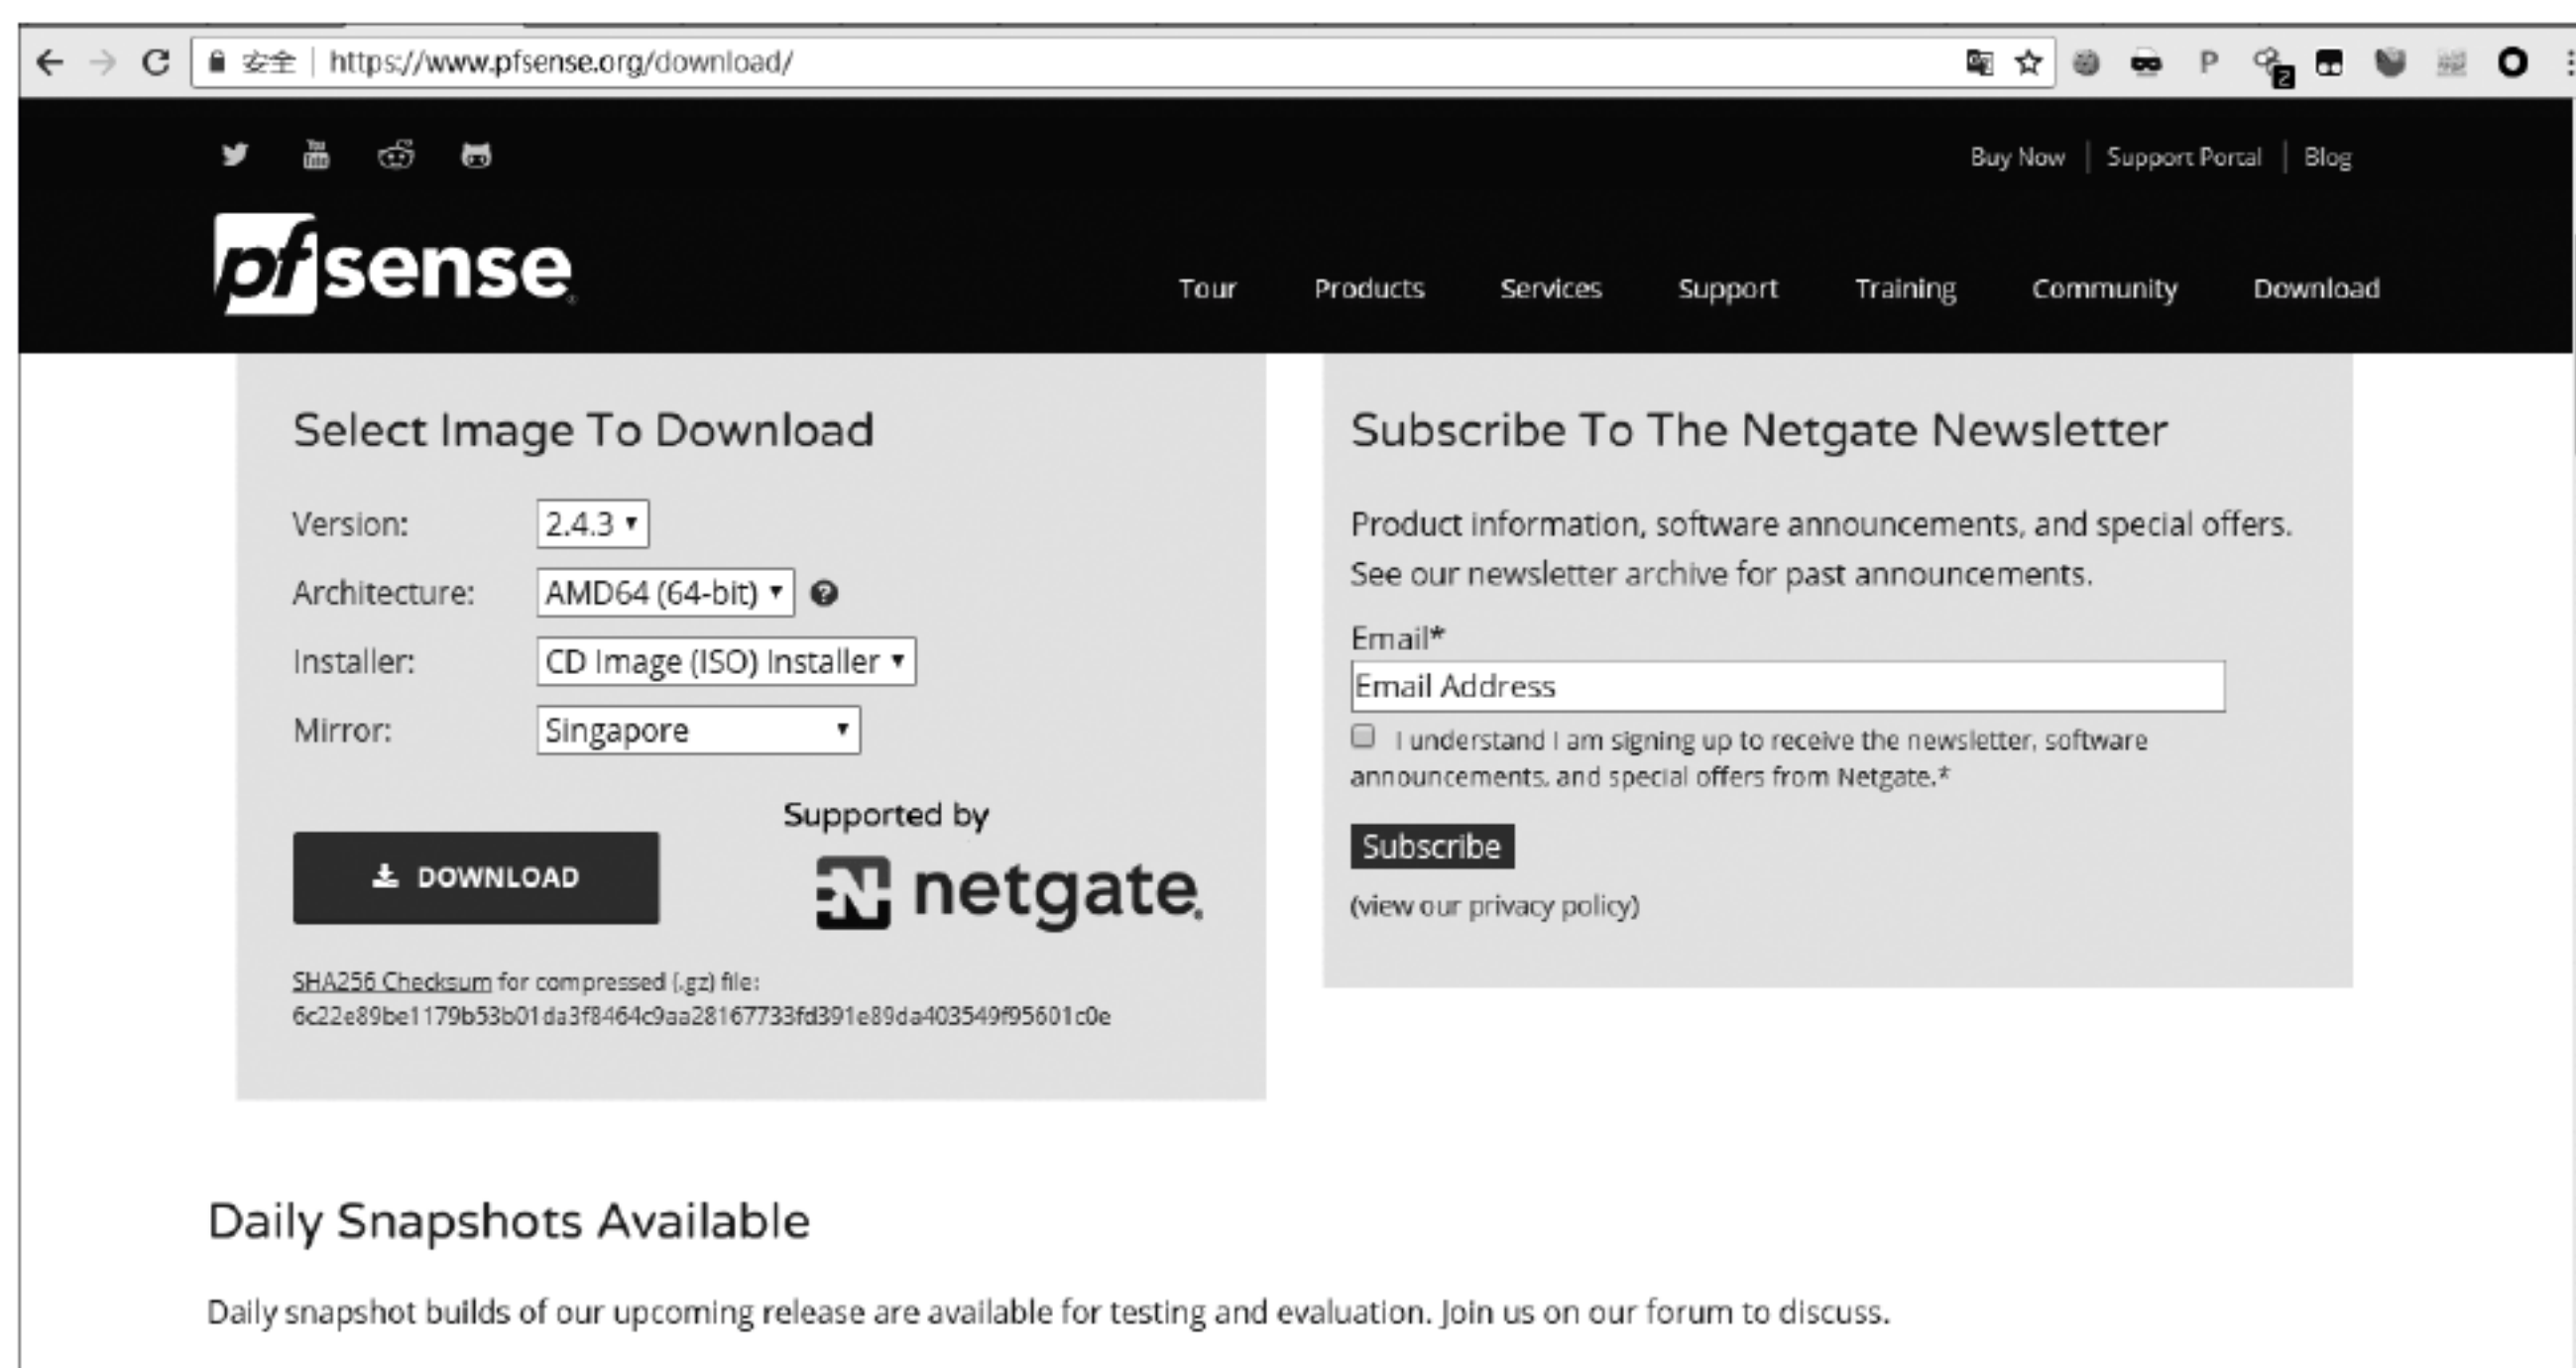 安全 | https://www.pfsense.org/download/
P
2
You Tube
Buy Now | Support Portal | Blog
pfsense
Tour Products Services Support Training Community Download
Select Image To Download
Version: 2.4.3
Architecture: AMD64 (64-bit)
Installer: CD Image (ISO) Installer
Mirror: Singapore
DOWNLOAD
Supported by
netgate
SHA256 Checksum for compressed (.gz) file:
6c22e89be1179b53b01da3f8464c9aa28167733fd391e89da403549f95601c0e
Subscribe To The Netgate Newsletter
Product information, software announcements, and special offers.
See our newsletter archive for past announcements.
Email*
Email Address
I understand I am signing up to receive the newsletter, software
announcements, and special offers from Netgate.*
Subscribe
(view our privacy policy)
Daily Snapshots Available
Daily snapshot builds of our upcoming release are available for testing and evaluation. Join us on our forum to discuss.